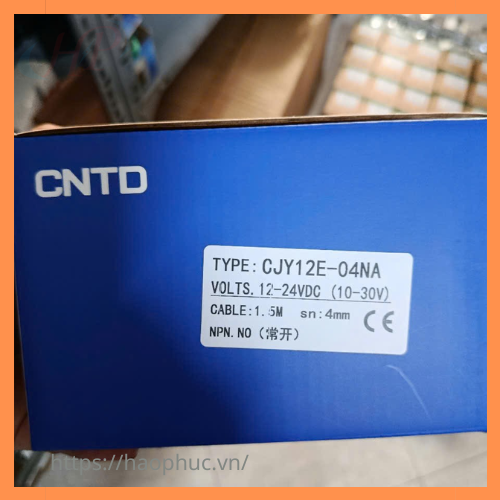 CNTD
TYPE: CJY12E-04NA
VOLTS. 12-24VDC (10-30V)
CABLE:1.5M sn:4mm
NPN.NO (常开)
CE
https://haophuc.vn/